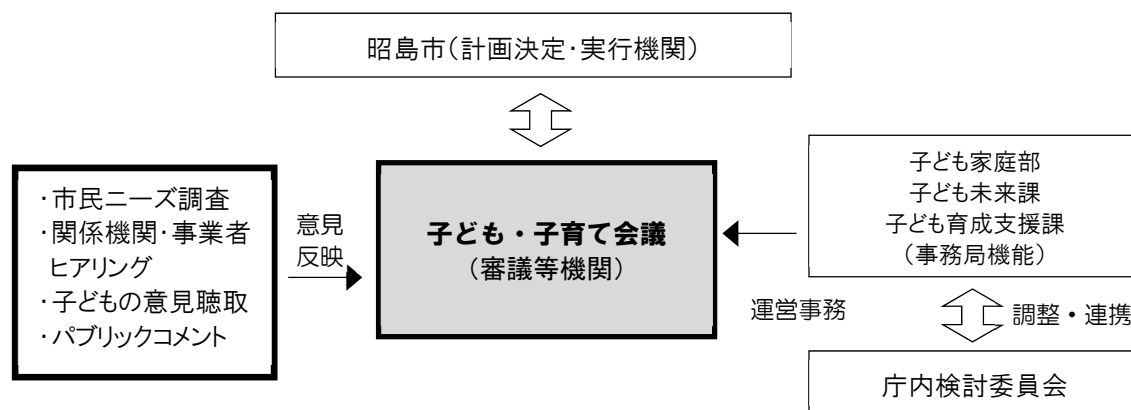 昭島市（計画決定・実行機関）
・市民ニーズ調査
・関係機関・事業者
ヒアリング
・子どもの意見聴取
・パブリックコメント
意見
反映
子ども・子育て会議
（審議等機関）
子ども家庭部
子ども未来課
子ども育成支援課
（事務局機能）
運営事務
調整・連携
庁内検討委員会